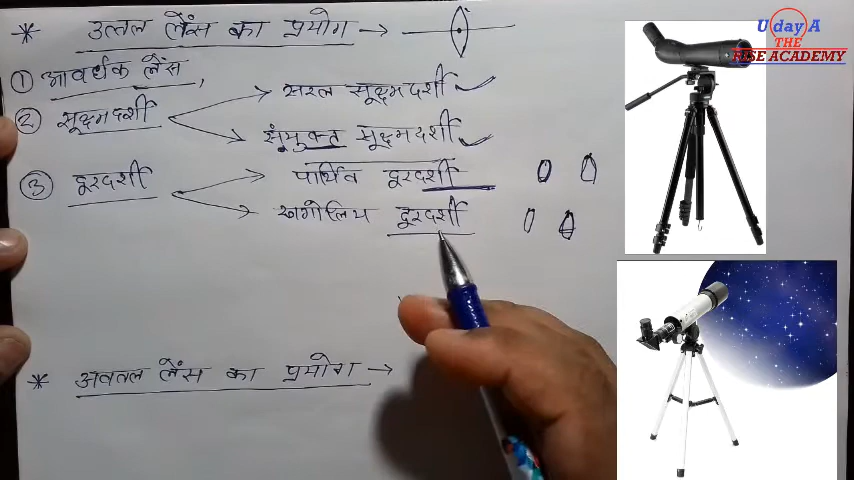 * उत्तल लेंस का प्रयोग →
① आवर्धक लेंस,
② सूक्ष्मदर्शी
सरल सूक्ष्मदर्शी ✓
संयुक्त सूक्ष्मदर्शी ✓
③ दूरदर्शी
पार्थिव दूरदर्शी
खगोलिय दूरदर्शी
* अवतल लेंस का प्रयोग →
U day A
THE
RISE ACADEMY